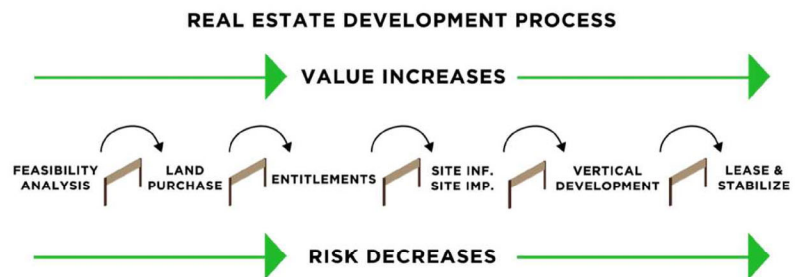 REAL ESTATE DEVELOPMENT PROCESS
VALUE INCREASES
FEASIBILITY
ANALYSIS
LAND
PURCHASE
ENTITLEMENTS
SITE INF.
SITE IMP.
VERTICAL
DEVELOPMENT
LEASE &
STABILIZE
RISK DECREASES